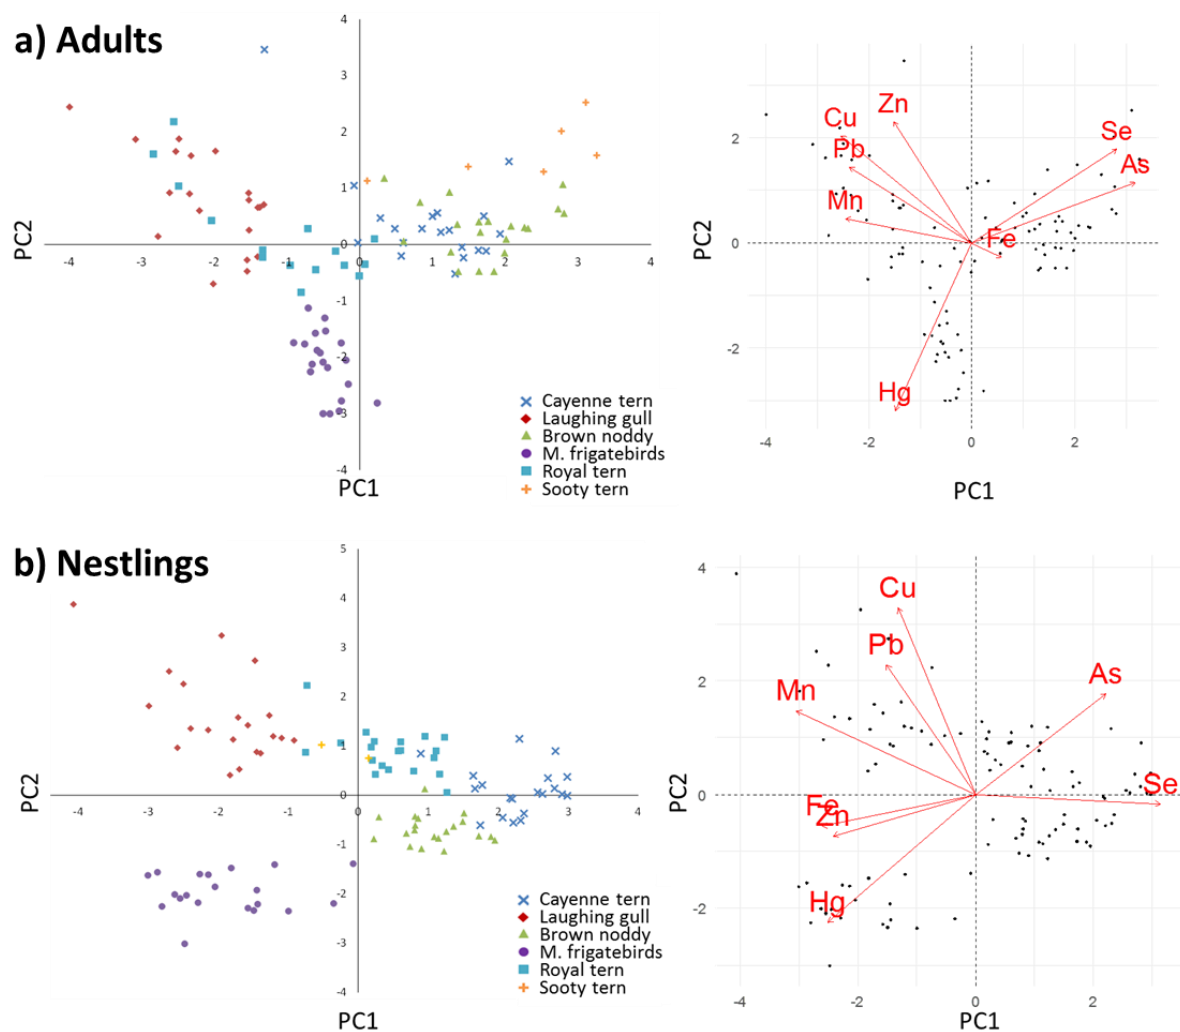 a) Adults
4
3
2
1
0
-1
-2
-3
-4
-4
-3
-2
-1
0
1
2
3
4
PC2
PC1
Cayenne tern
Laughing gull
Brown noddy
M. frigatebirds
Royal tern
Sooty tern
Zn
Cu
Pb
Mn
Se
As
Fe
Hg
2
0
-2
-4
-2
0
2
PC2
PC1
b) Nestlings
5
4
3
2
1
0
-1
-2
-3
-4
-4
-3
-2
-1
0
1
2
3
4
PC2
PC1
Cayenne tern
Laughing gull
Brown noddy
M. frigatebirds
Royal tern
Sooty tern
Cu
Pb
Mn
As
Se
Fe
Zn
Hg
4
2
0
-2
-4
-2
0
2
PC2
PC1